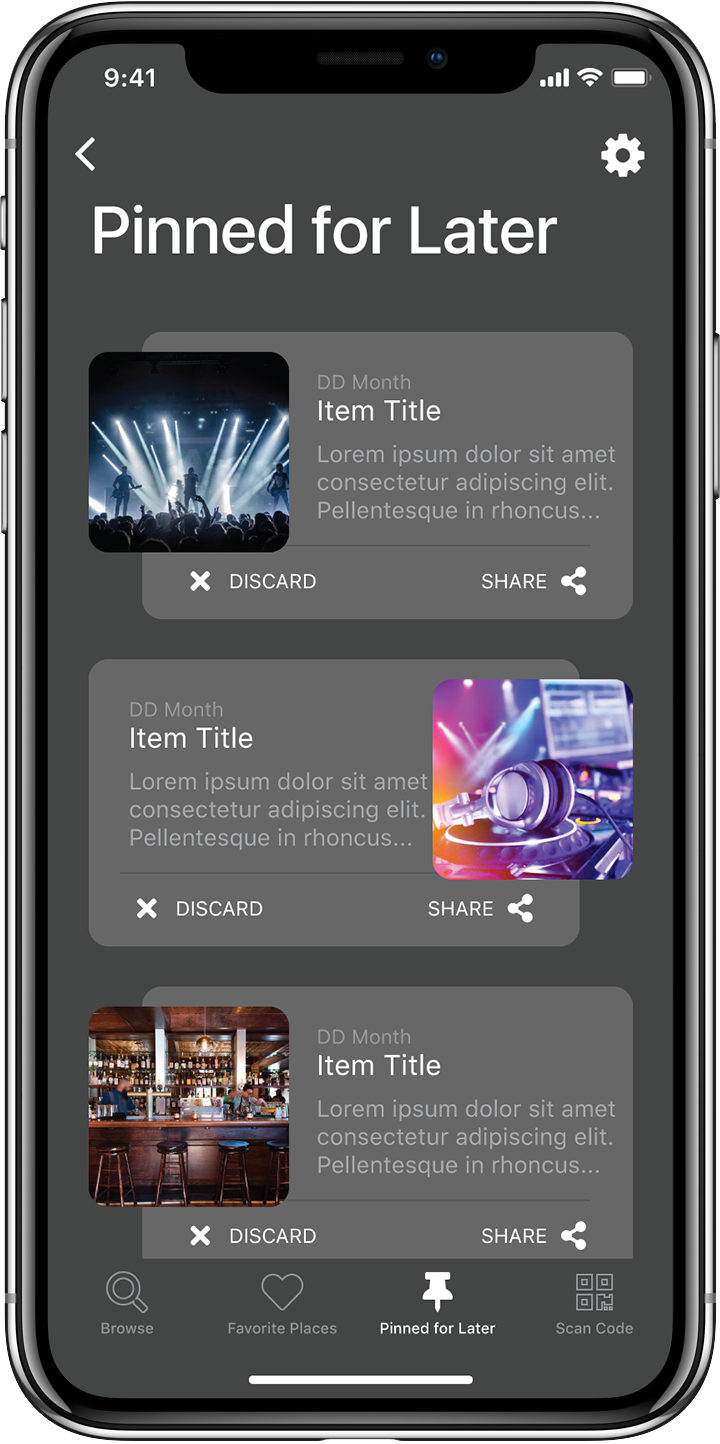 9:41
Pinned for Later
DD Month
Item Title
Lorem ipsum dolor sit amet
consectetur adipiscing elit.
Pellentesque in rhoncus...
DISCARD
SHARE
DD Month
Item Title
Lorem ipsum dolor sit amet
consectetur adipiscing elit.
Pellentesque in rhoncus...
DISCARD
SHARE
DD Month
Item Title
Lorem ipsum dolor sit amet
consectetur adipiscing elit.
Pellentesque in rhoncus...
DISCARD
SHARE
Browse
Favorite Places
Pinned for Later
Scan Code